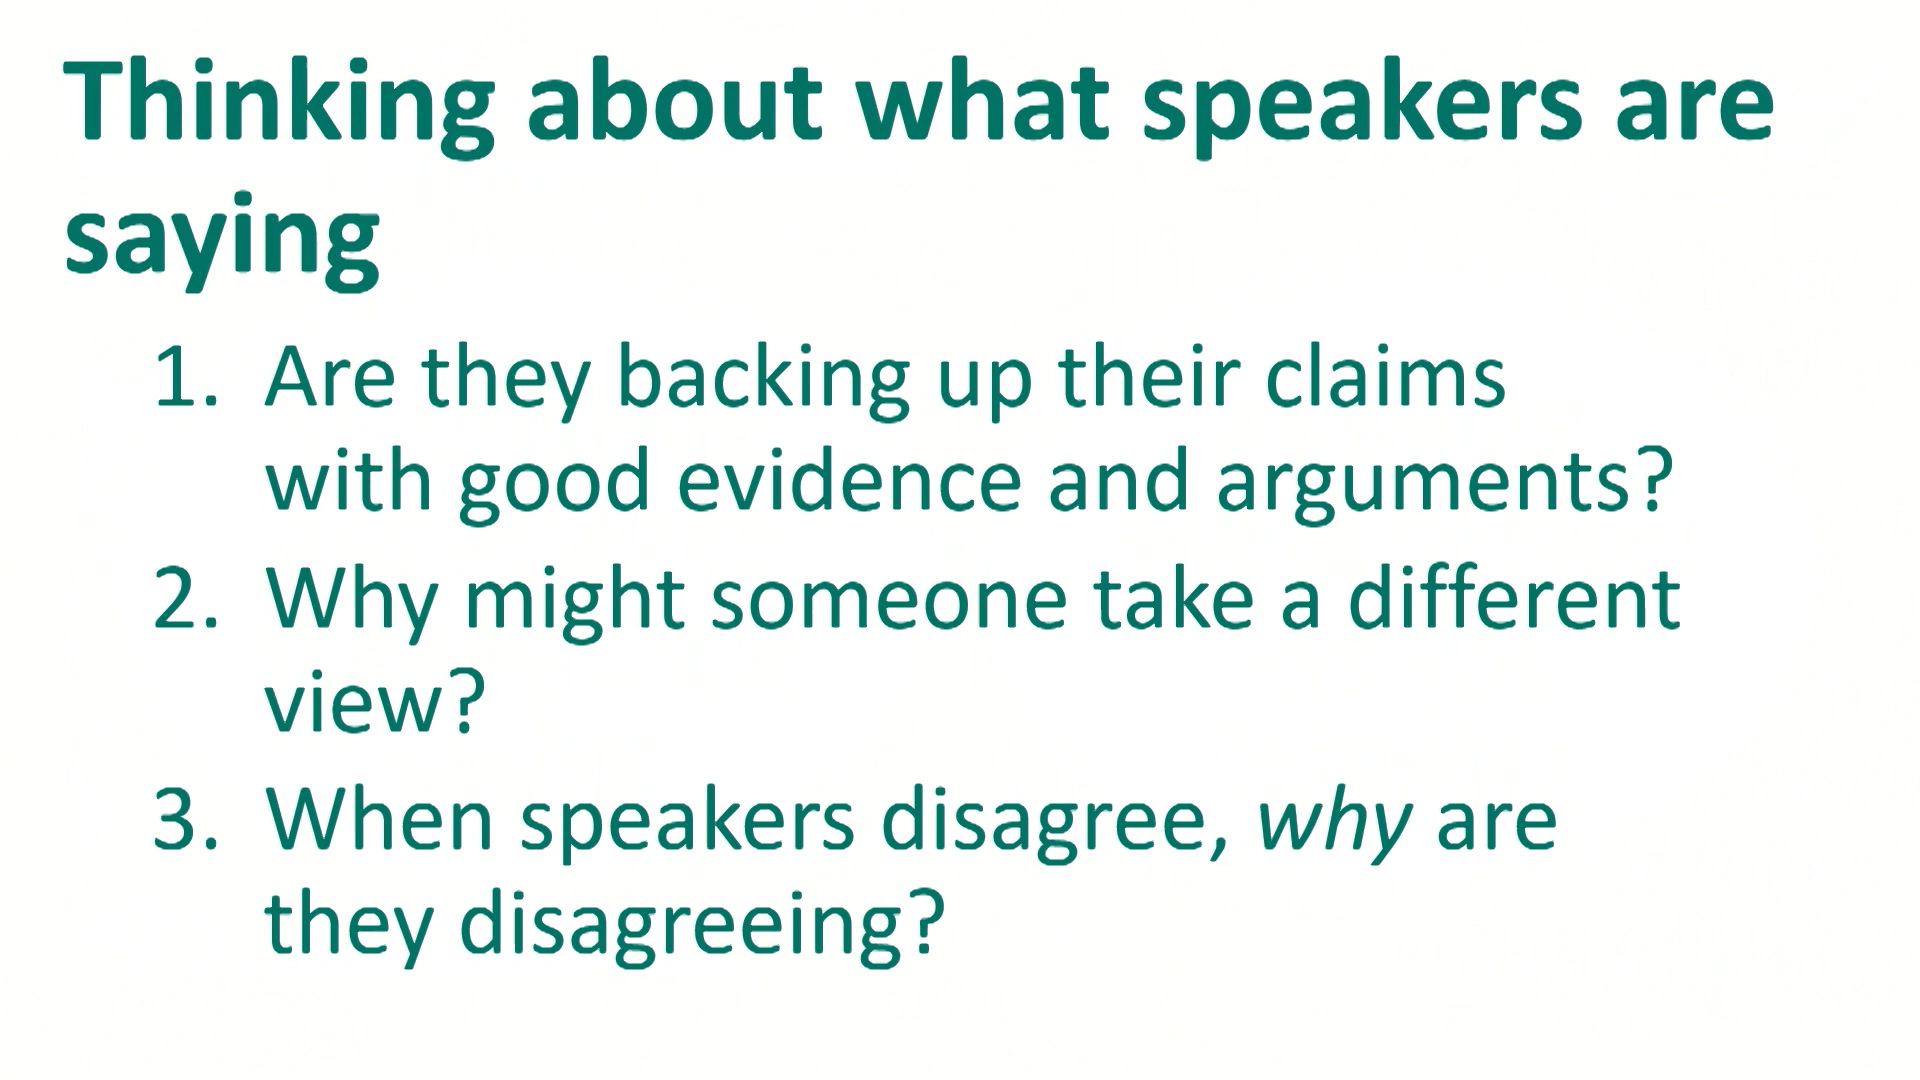 Thinking about what speakers are
saying
1. Are they backing up their claims
with good evidence and arguments?
2. Why might someone take a different
view?
3. When speakers disagree, why are
they disagreeing?